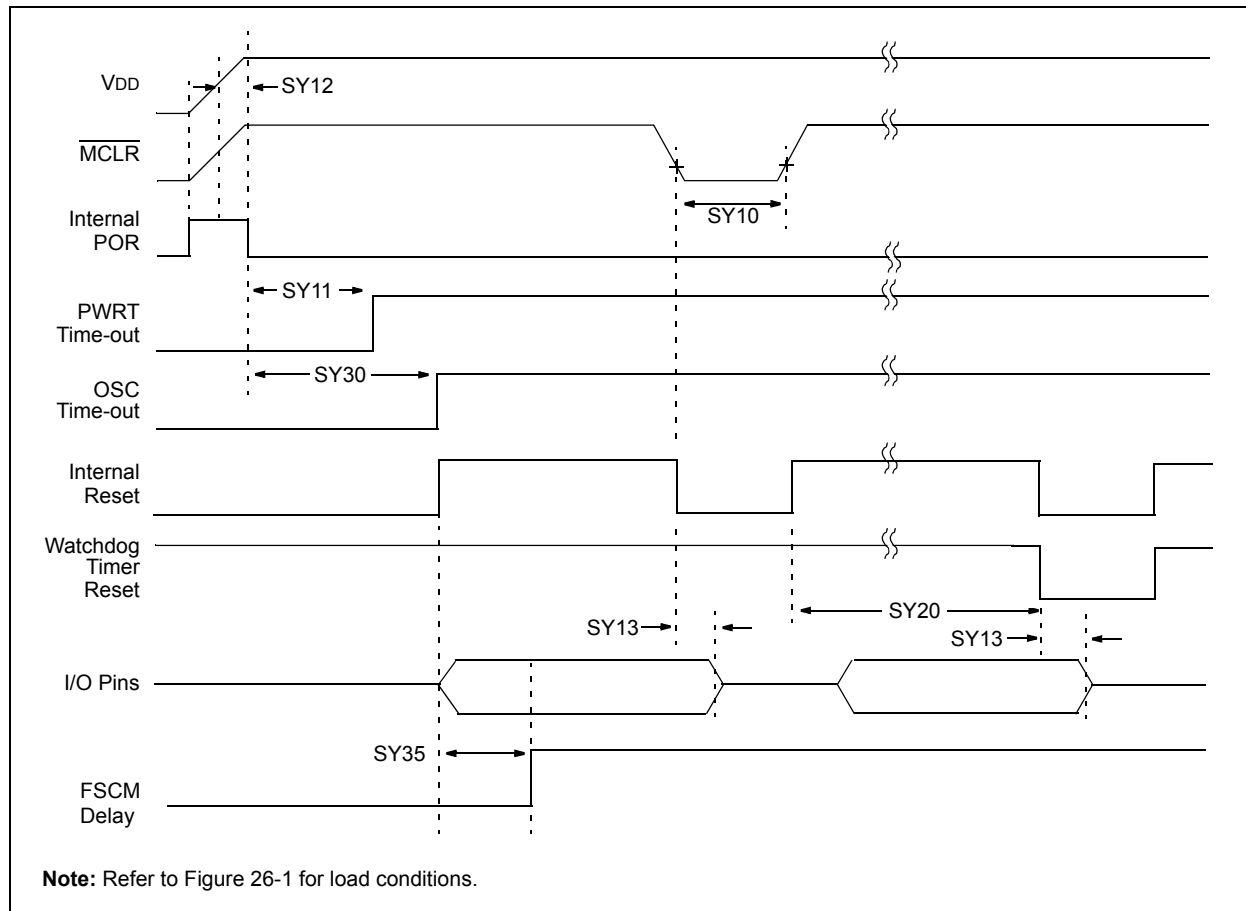 VDD
SY12
MCLR
SY10
Internal
POR
SY11
PWRT
Time-out
SY30
OSC
Time-out
Internal
Reset
Watchdog
Timer
Reset
SY20
SY13
SY13
I/O Pins
SY35
FSCM
Delay
Note: Refer to Figure 26-1 for load conditions.